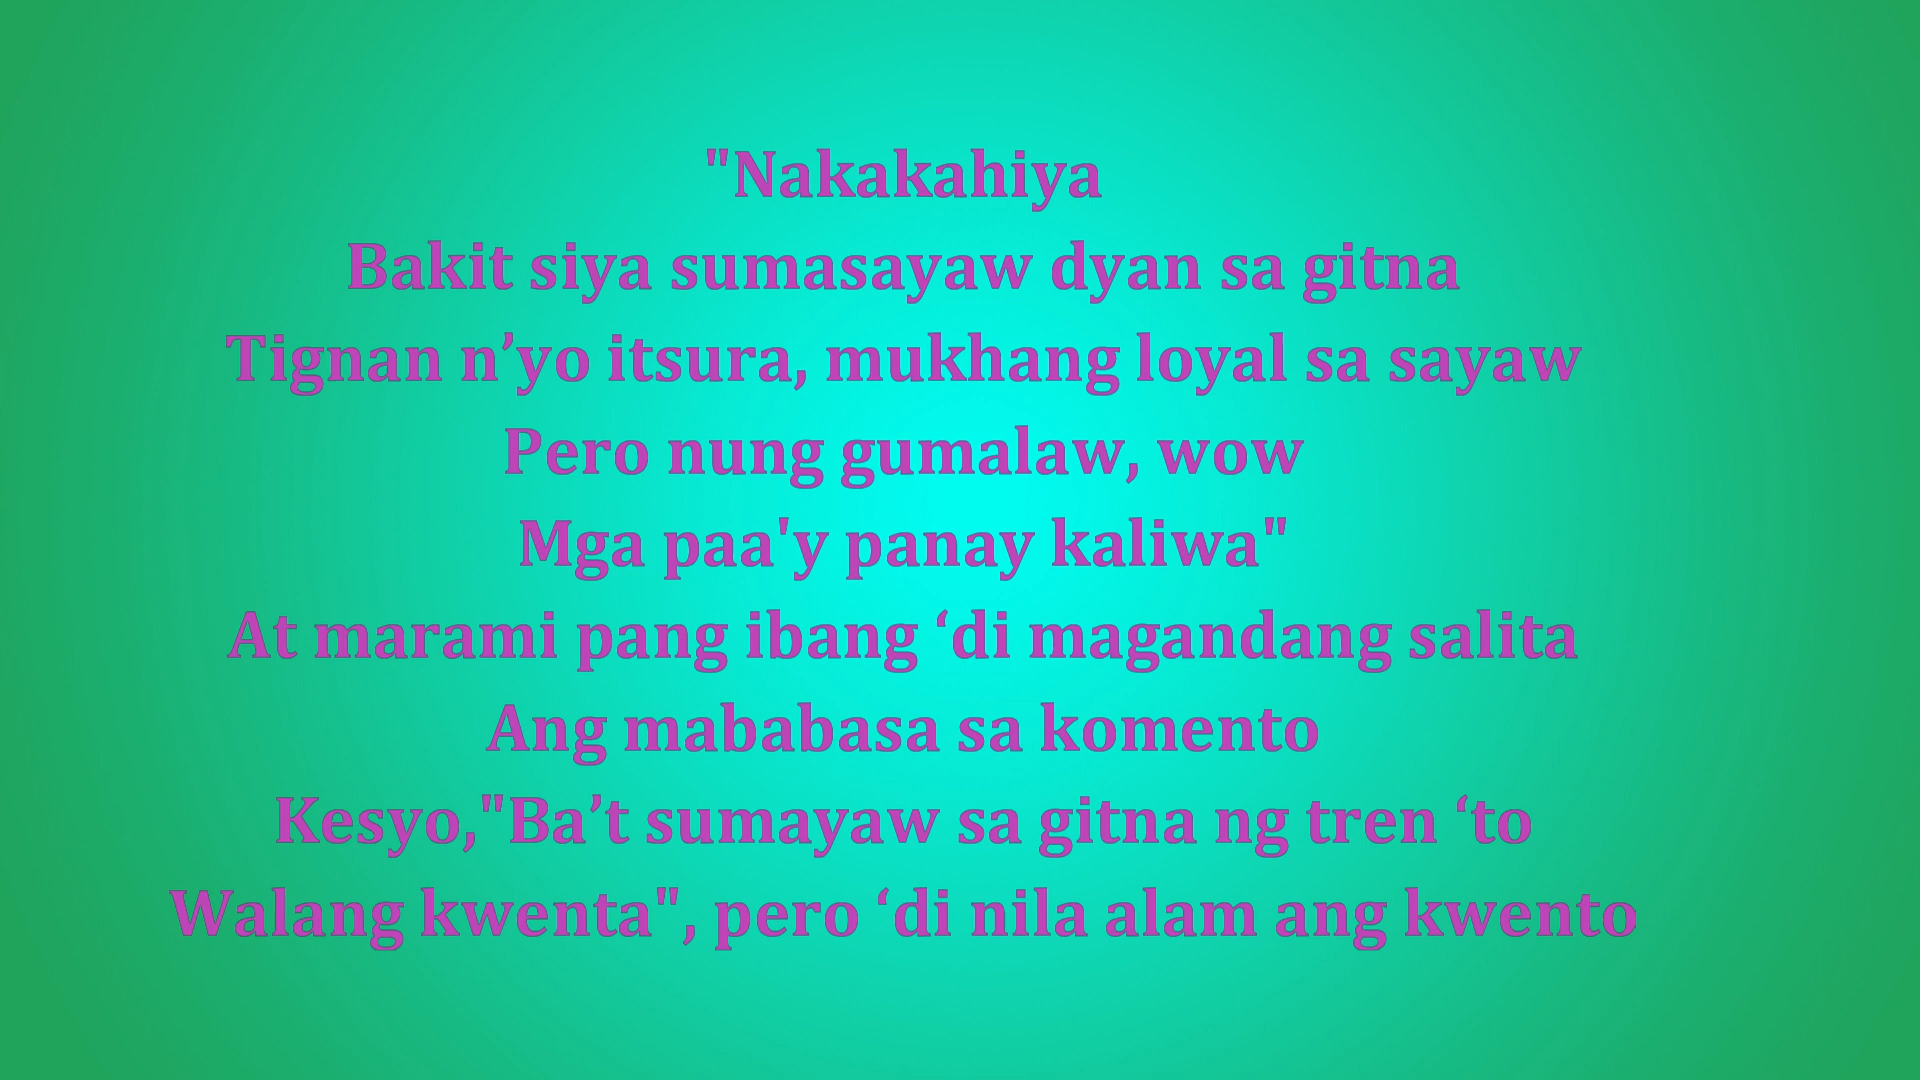 "Nakakahiya
Bakit siya sumasayaw dyan sa gitna
Tignan n’yo itsura, mukhang loyal sa sayaw
Pero nung gumalaw, wow
Mga paa'y panay kaliwa"
At marami pang ibang ‘di magandang salita
Ang mababasa sa komento
Kesyo,"Ba’t sumayaw sa gitna ng tren ‘to
Walang kwenta", pero ‘di nila alam ang kwento